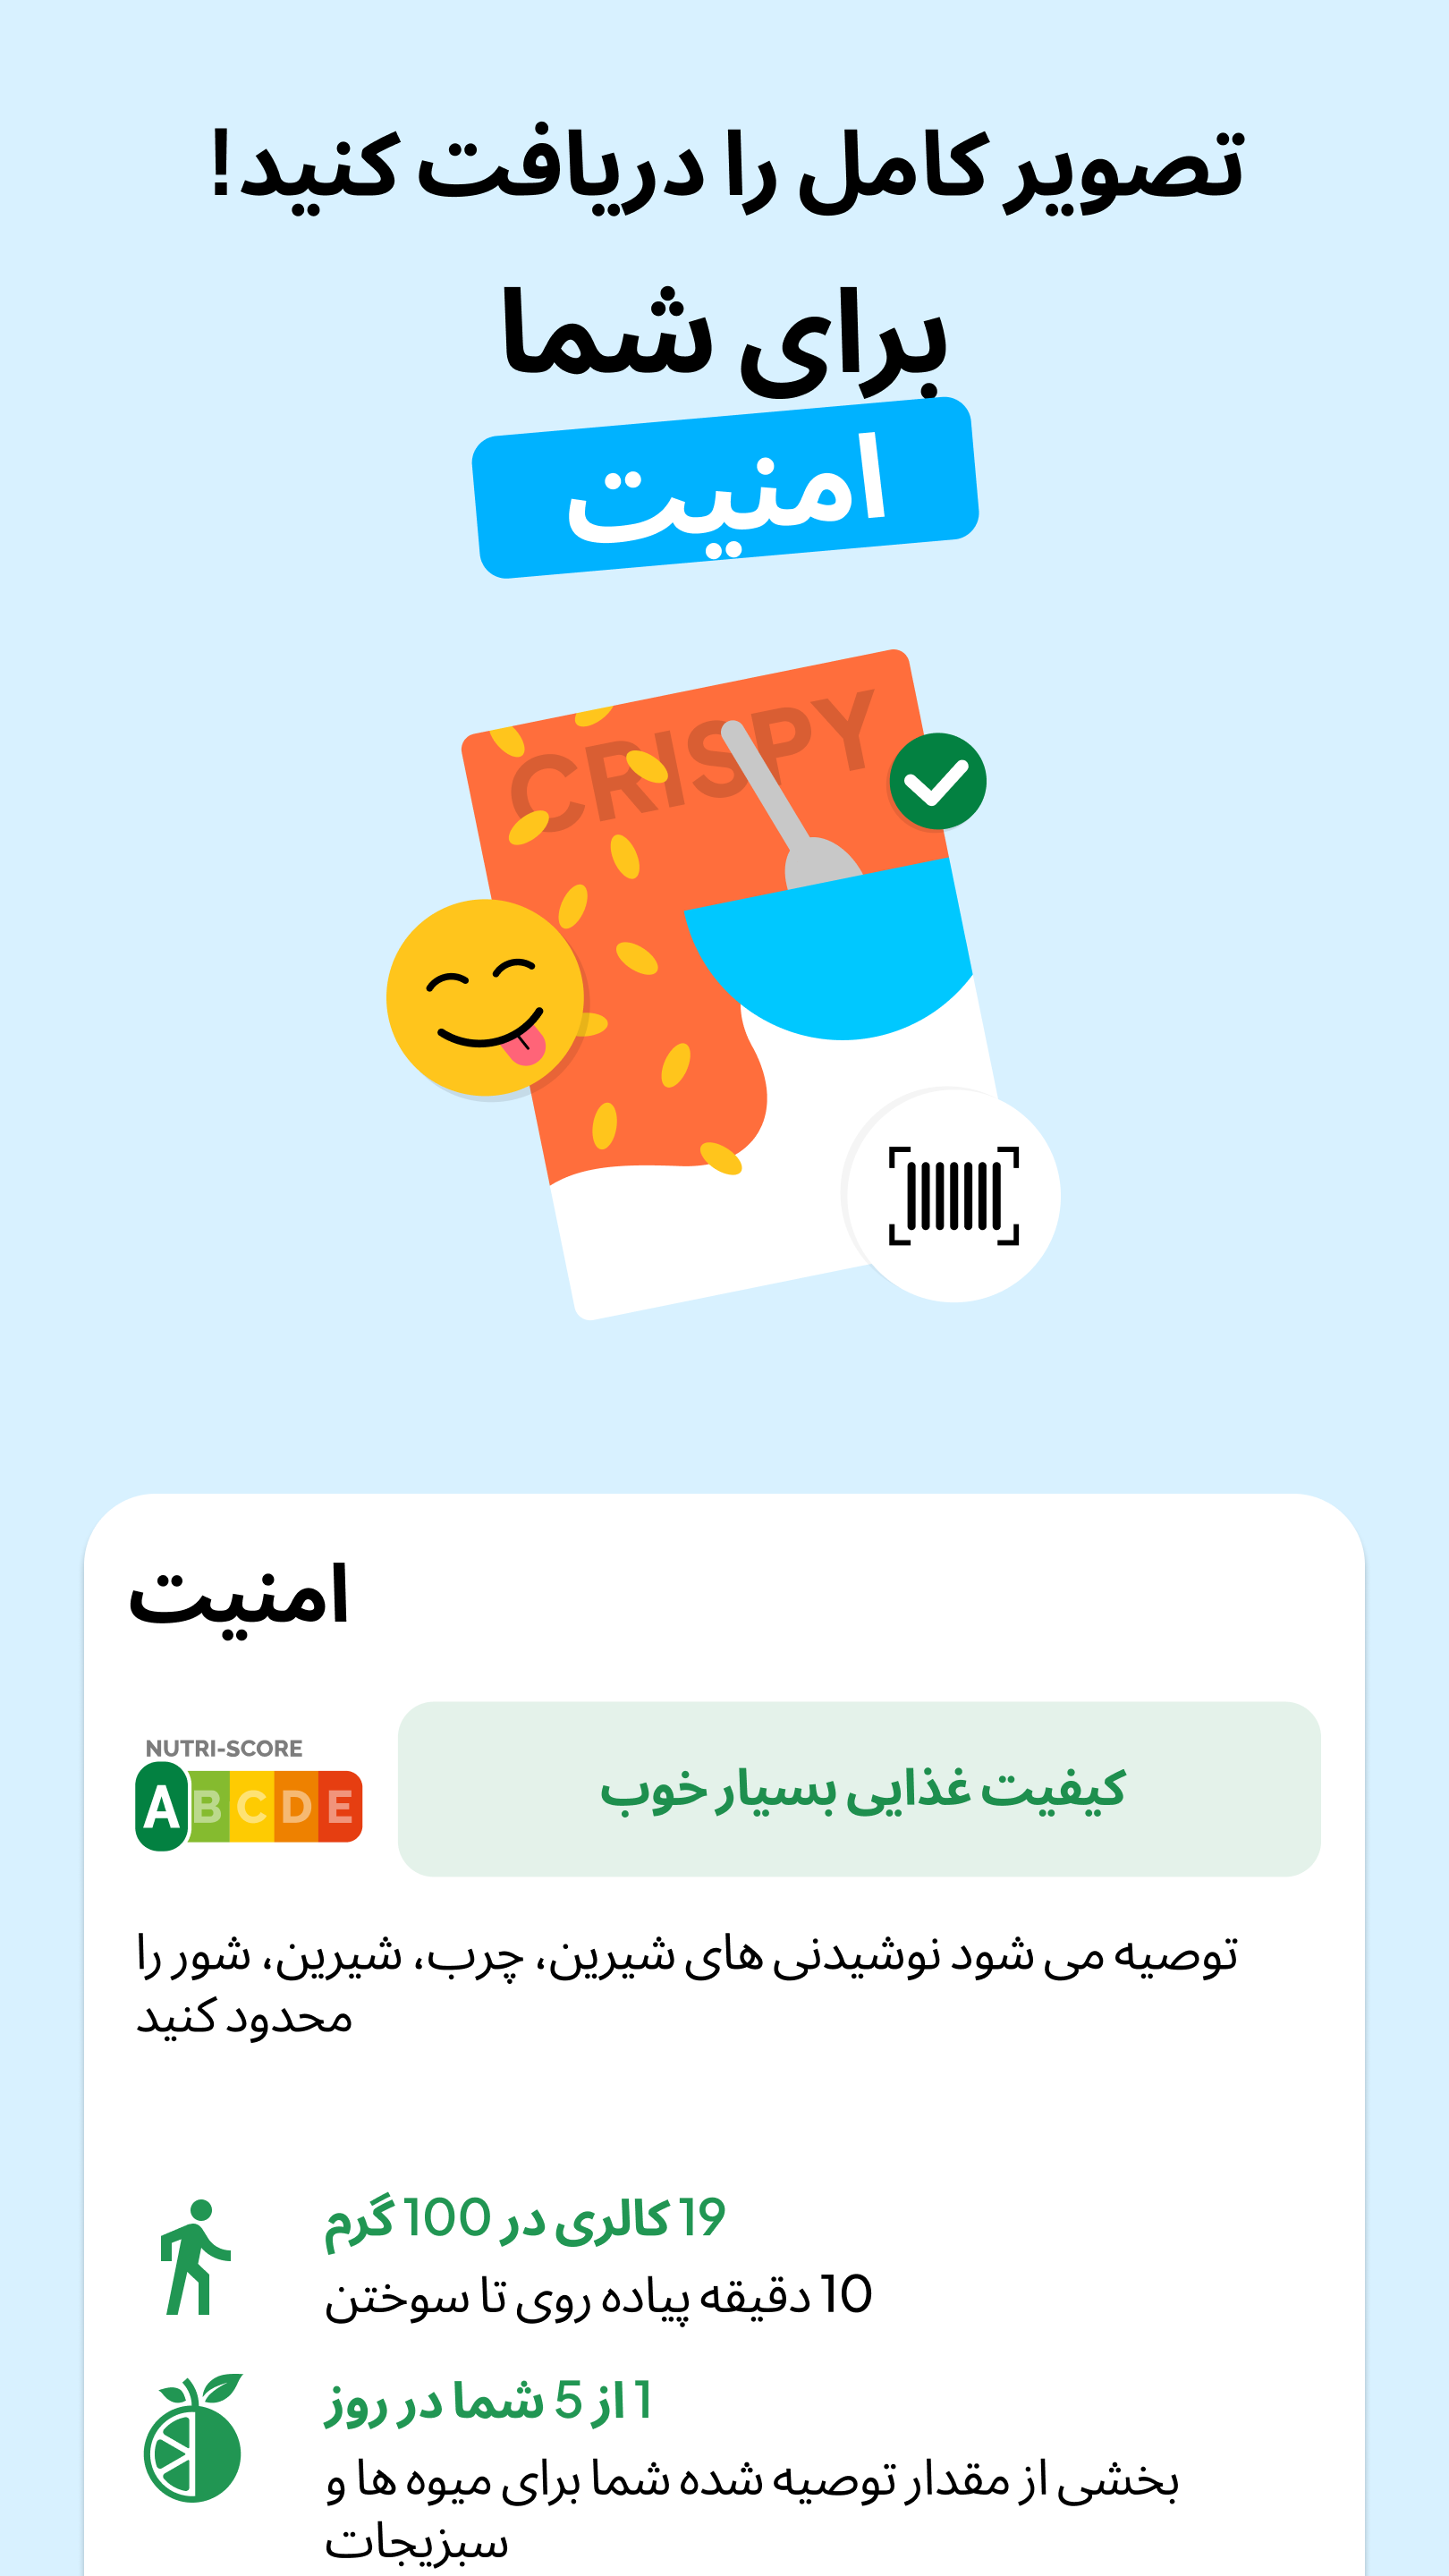 تصویر کامل را دریافت کنید!
برای شما
امنیت
CRISPY
امنیت
NUTRI-SCORE
A B C D E
کیفیت غذایی بسیار خوب
توصیه می شود نوشیدنی های شیرین، چرب، شیرین، شور را
محدود کنید
19 کالری در 100 گرم
10 دقیقه پیاده روی تا سوختن
1 از 5 شما در روز
بخشی از مقدار توصیه شده شما برای میوه ها و
سبزیجات